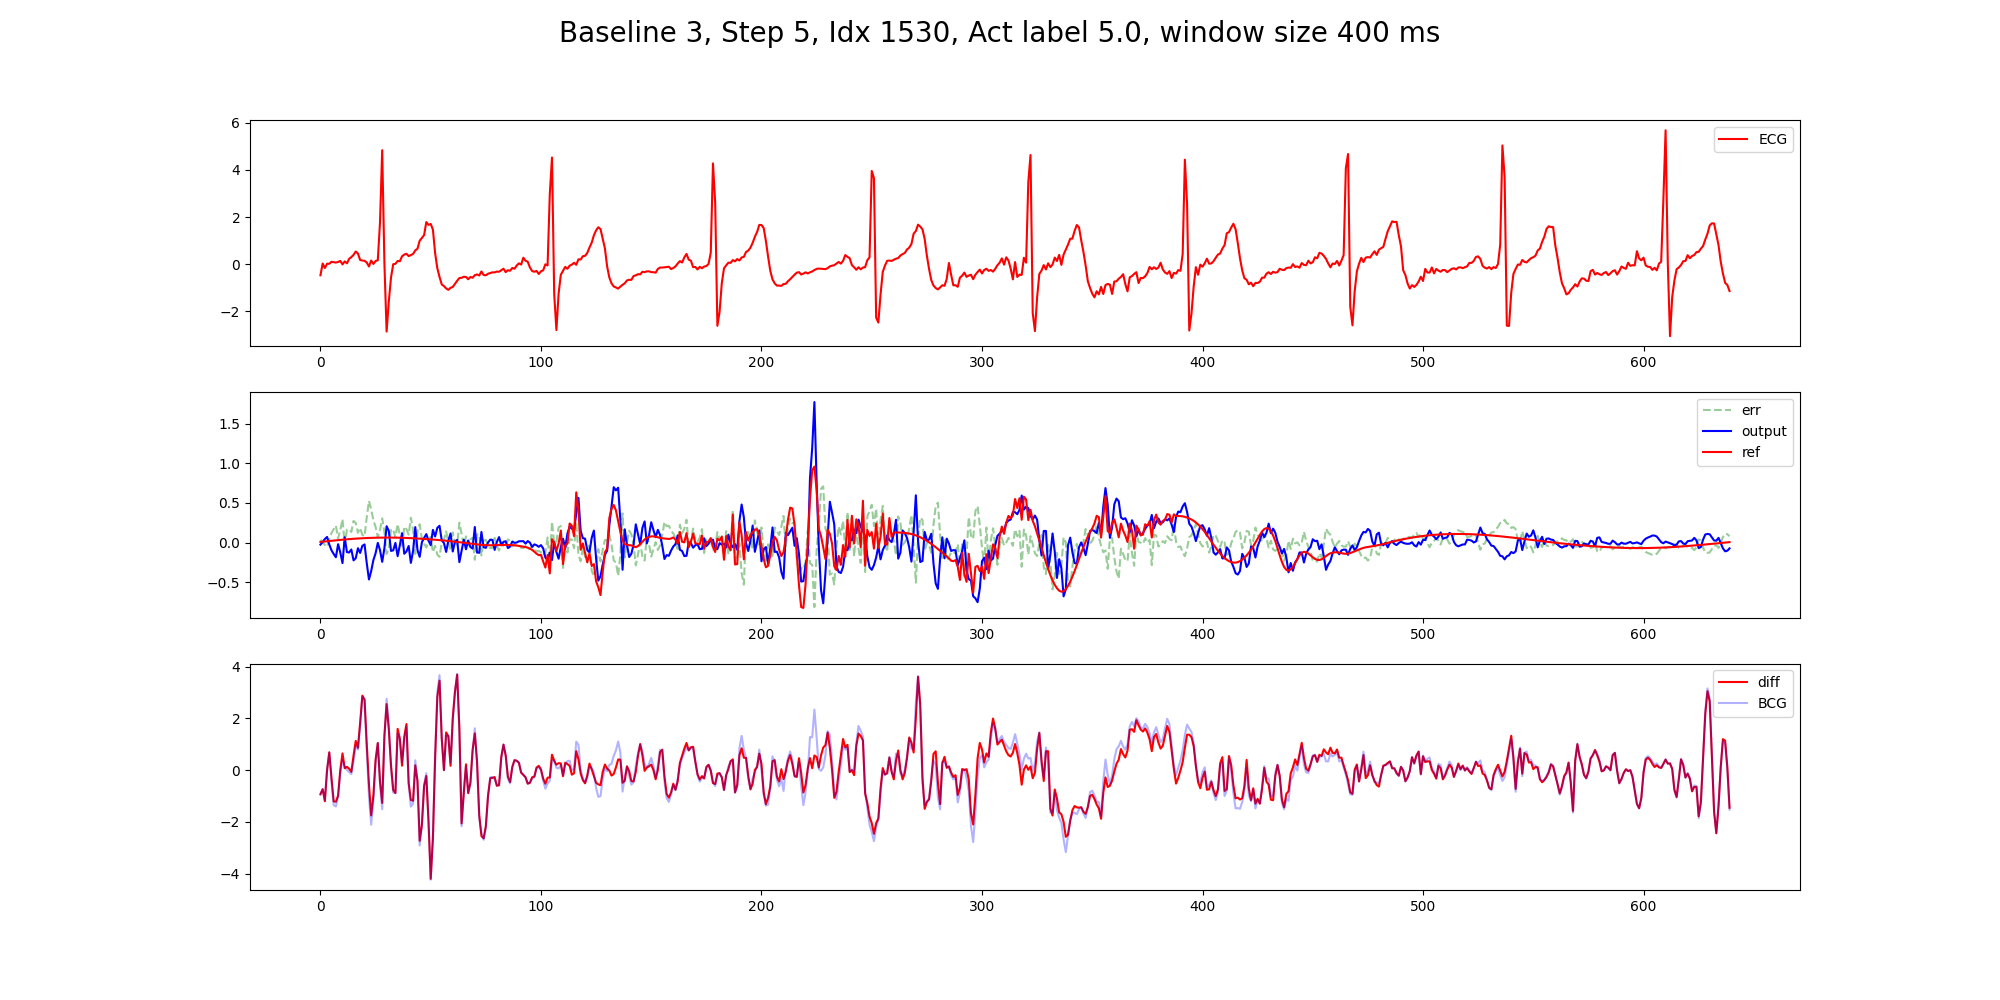 Baseline 3, Step 5, Idx 1530, Act label 5.0, window size 400 ms
6
4
2
0
−2
ECG
0 100 200 300 400 500 600
1.5
1.0
0.5
0.0
−0.5
err
output
ref
0 100 200 300 400 500 600
4
2
0
−2
−4
diff
BCG
0 100 200 300 400 500 600